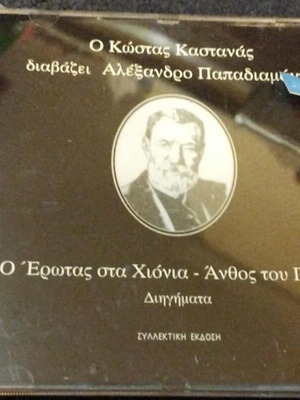 Ο Κώστας Καστανάς
διαβάζει Αλέξανδρο
Ο Έρωτας στα Χιόνια - Άνθος του
Διηγήματα
ΣΥΛΛΕΚΤΙΚΗ ΕΚΔΟΣΗ